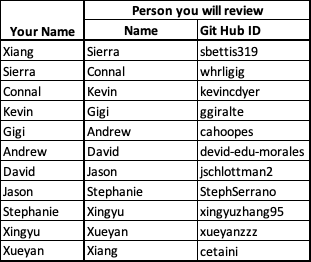 Person you will review
Your Name Name Git Hub ID
Xiang Sierra sbettis319
Sierra Connal whrligig
Connal Kevin kevincdyer
Kevin Gigi ggiralte
Gigi Andrew cahoopes
Andrew David devid-edu-morales
David Jason jschlottman2
Jason Stephanie StephSerrano
Stephanie Xingyu xingyuzhang95
Xingyu Xueyan xueyanzzz
Xueyan Xiang cetaini